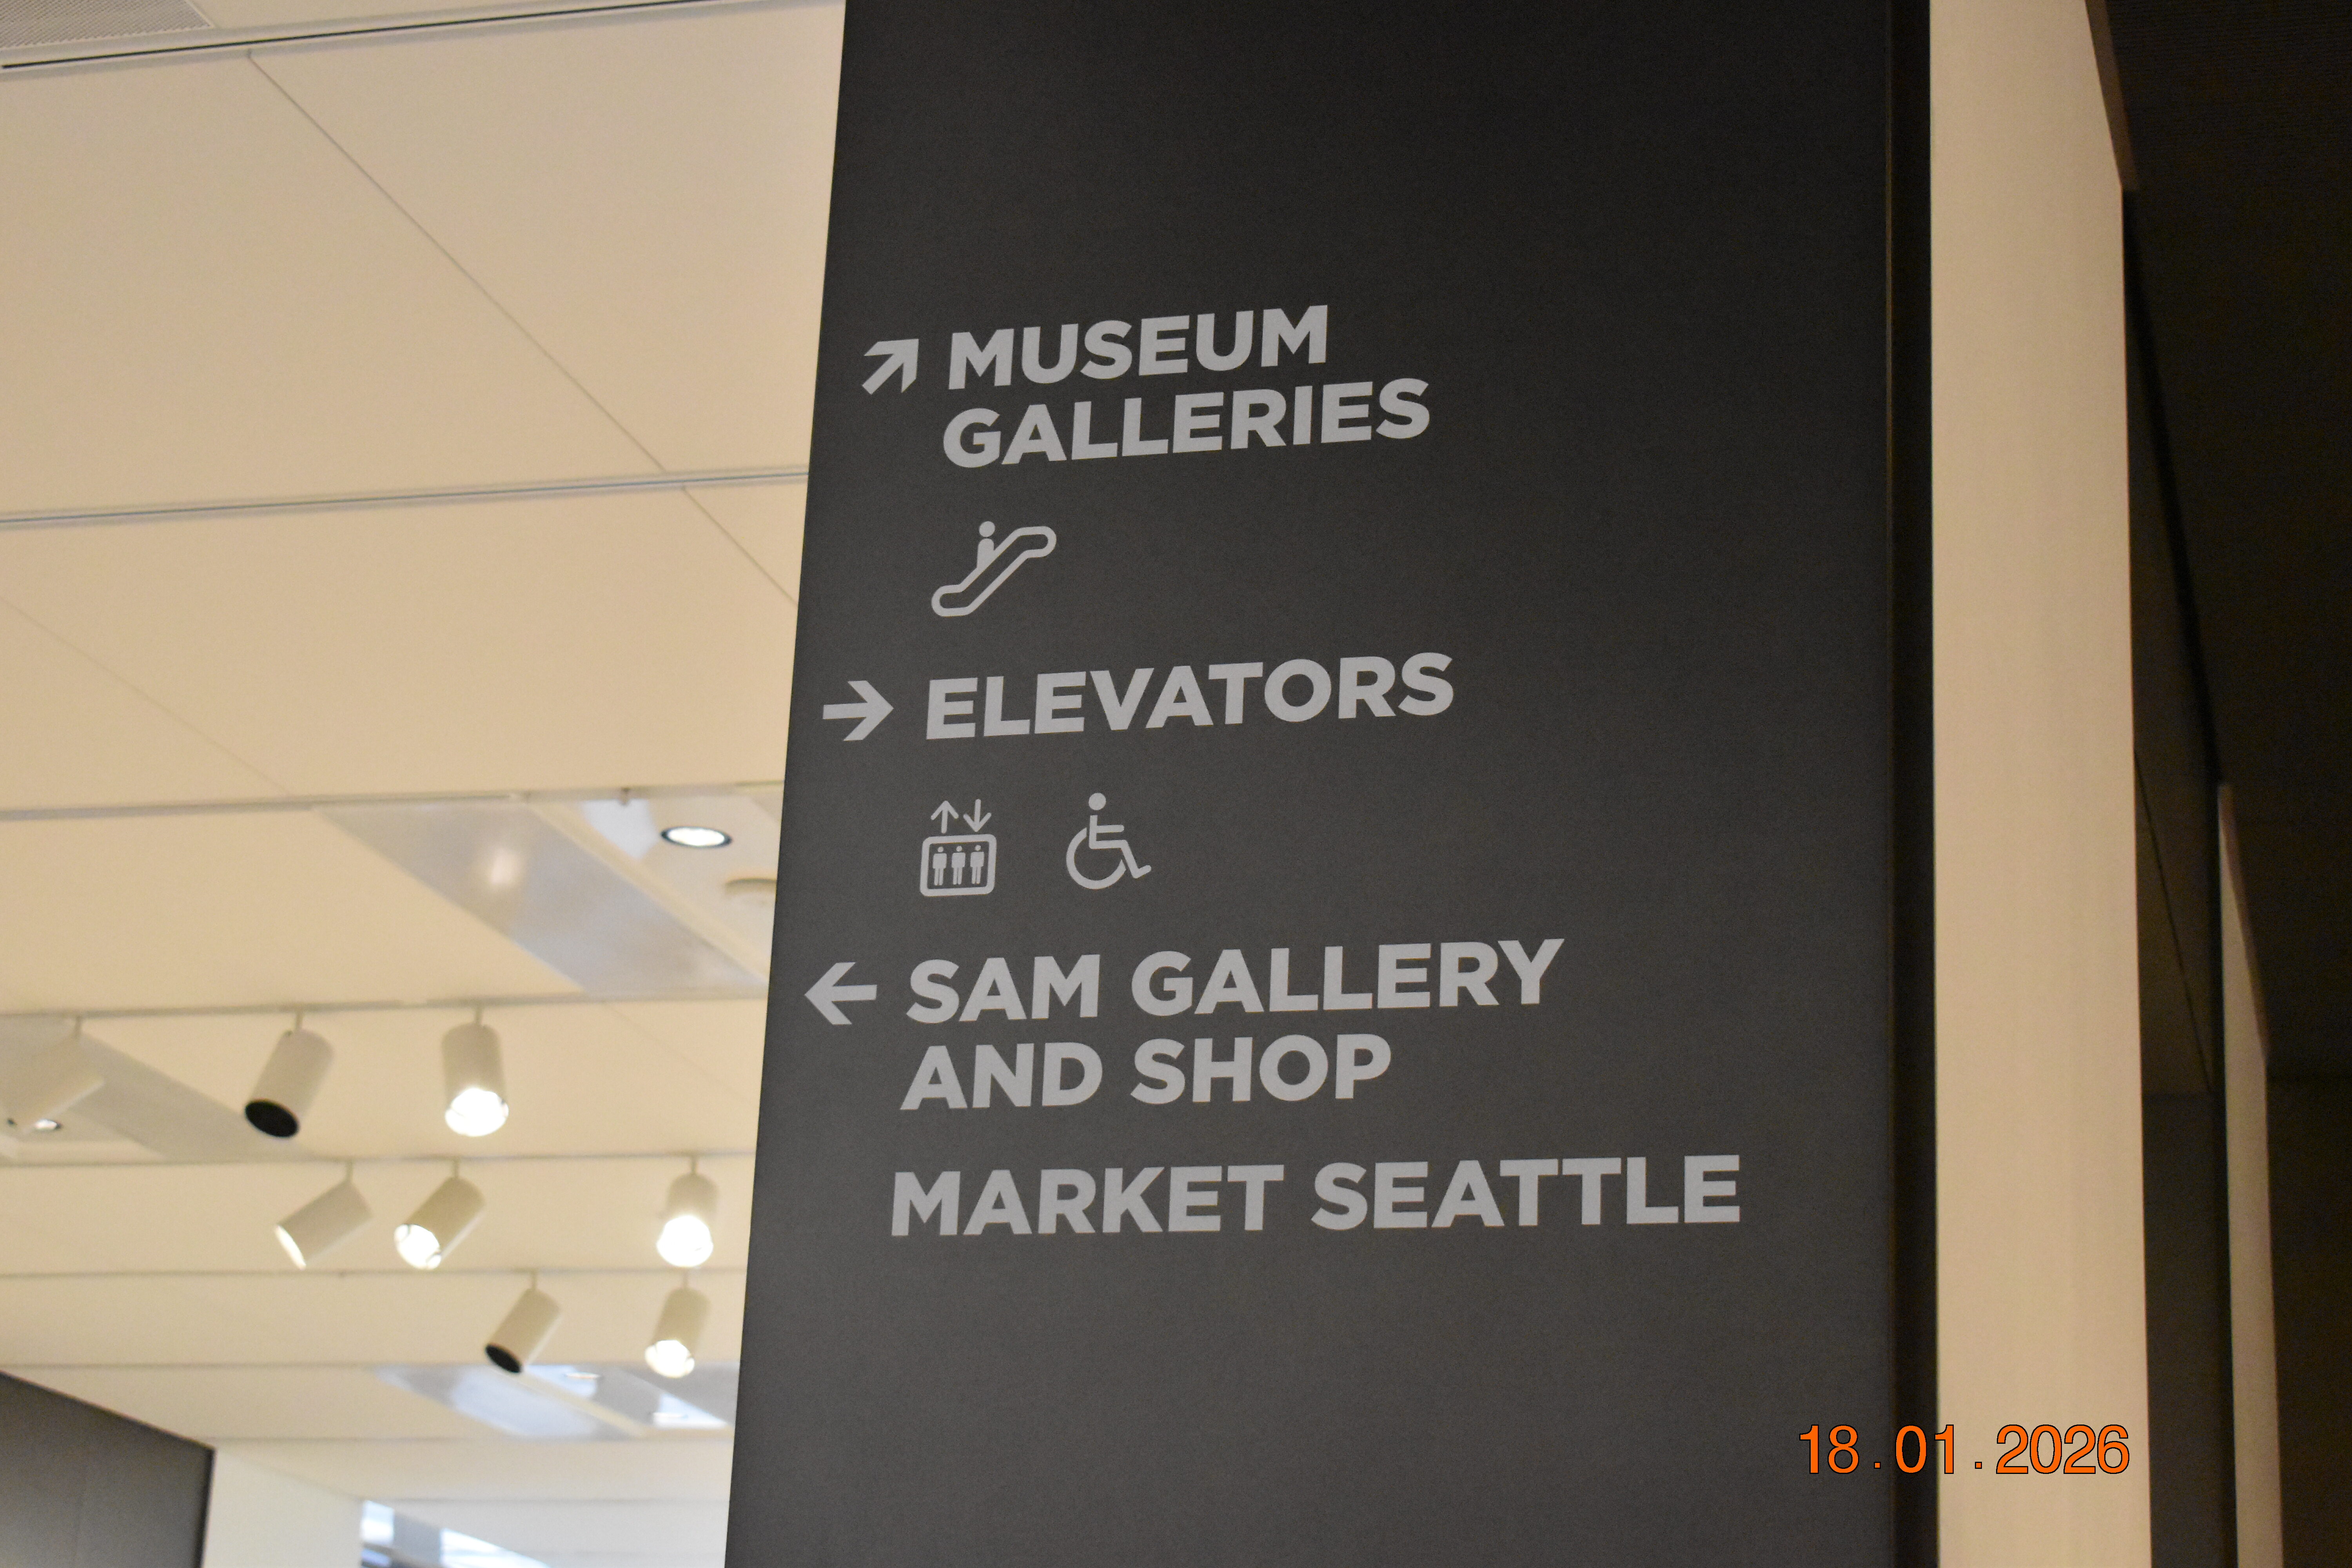 MUSEUM
GALLERIES
ELEVATORS
SAM GALLERY
AND SHOP
MARKET SEATTLE
18.01.2026